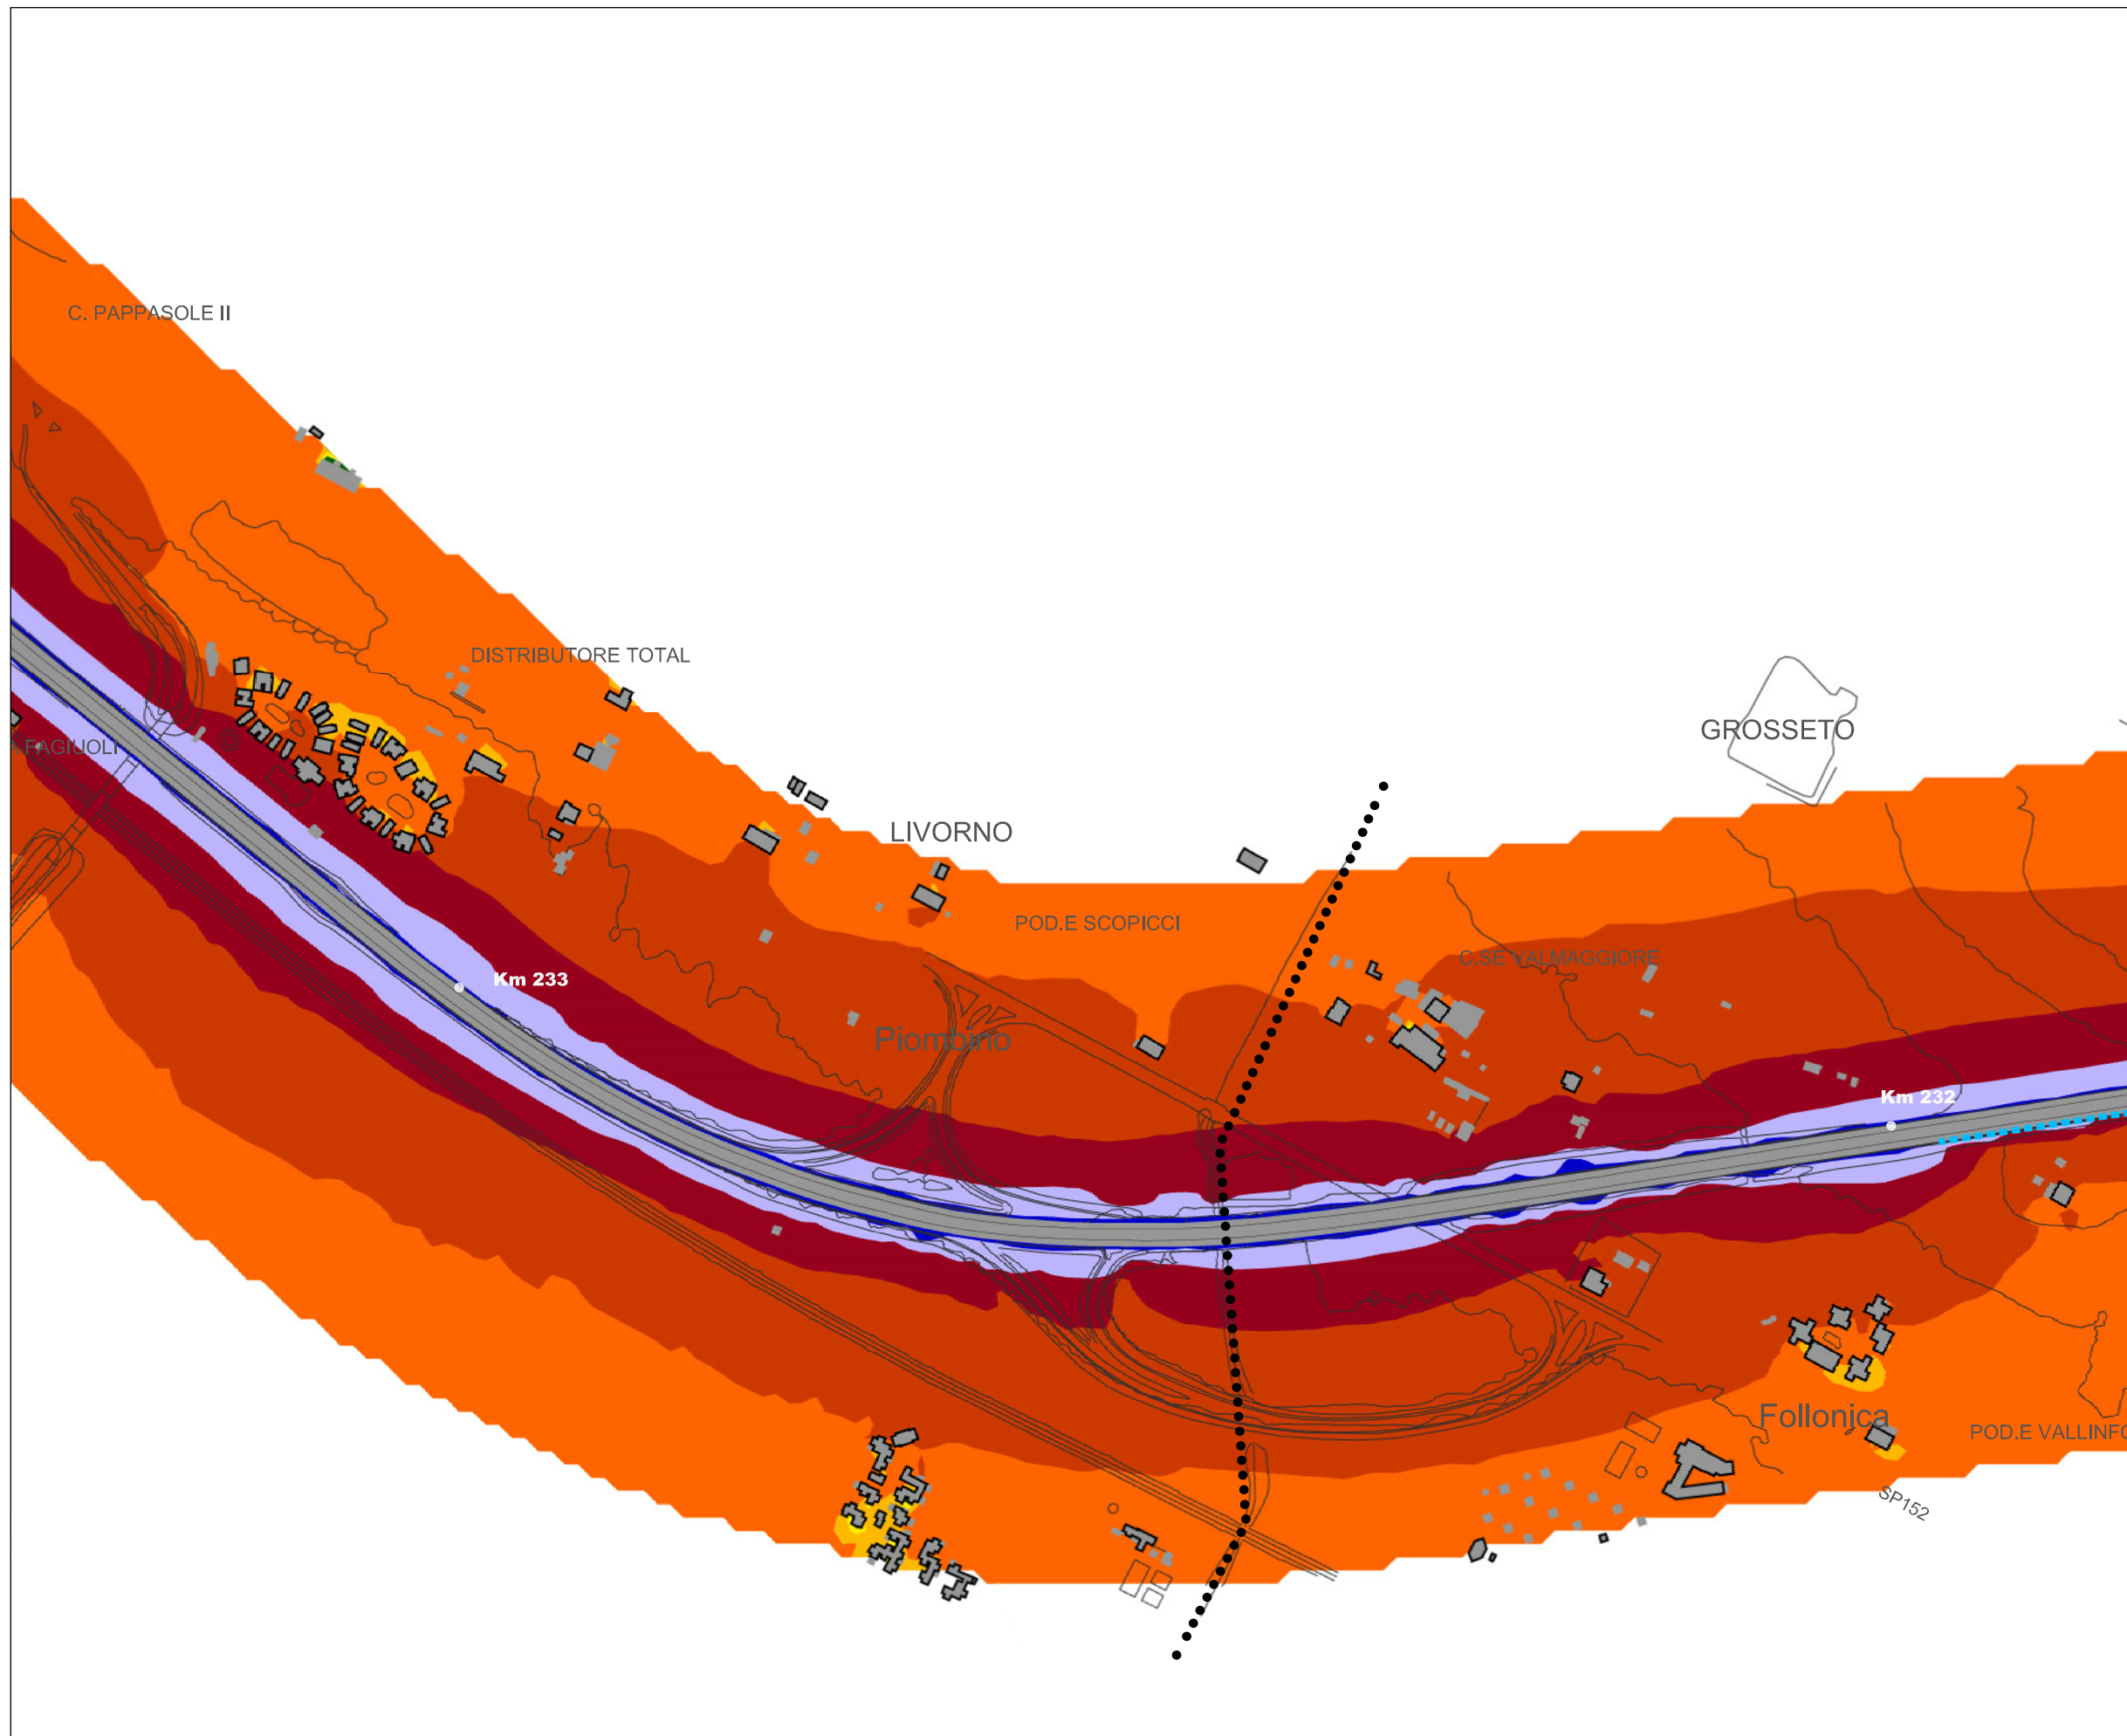 C. PAPPASOLE II
DISTRIBUTORE TOTAL
GROSSETO
FAGIUOLI
LIVORNO
POD.E SCOPICCI
C.SE VALMAGGIORE
Km 233
Piombino
Km 232
Follonica
POD.E VALLINFO
SP152